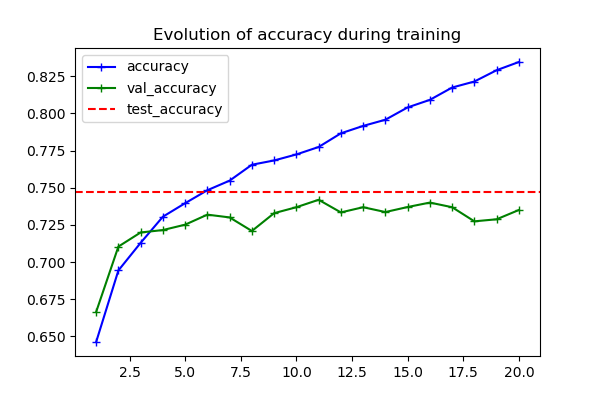 Evolution of accuracy during training
accuracy
val_accuracy
test_accuracy
0.825
0.800
0.775
0.750
0.725
0.700
0.675
0.650
2.5 5.0 7.5 10.0 12.5 15.0 17.5 20.0